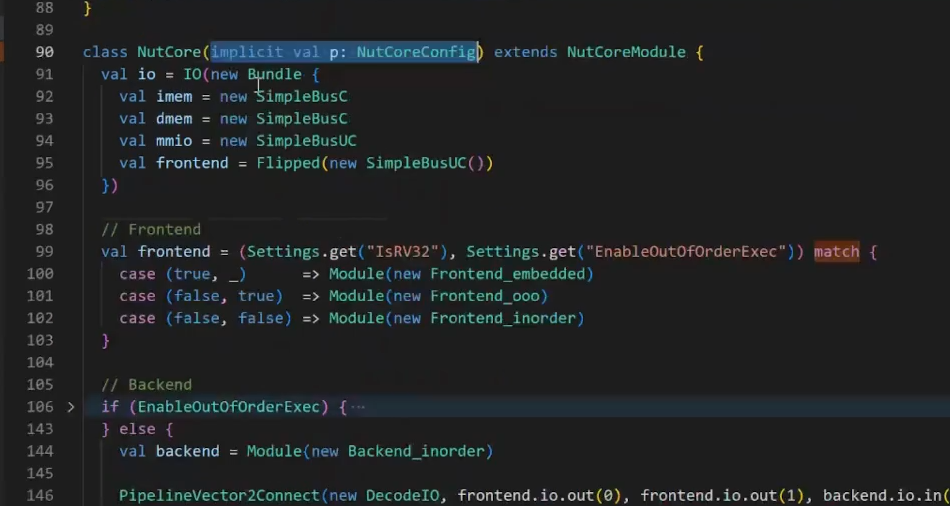 88 }
89
90 class NutCore(implicit val p: NutCoreConfig) extends NutCoreModule {
91 val io = IO(new Bundle {
92 val imem = new SimpleBusC
93 val dmem = new SimpleBusC
94 val mmio = new SimpleBusUC
95 val frontend = Flipped(new SimpleBusUC())
96 })
97
98 // Frontend
99 val frontend = (Settings.get("IsRV32"), Settings.get("EnableOutOfOrderExec")) match {
100 case (true, _) => Module(new Frontend_embedded)
101 case (false, true) => Module(new Frontend_ooo)
102 case (false, false) => Module(new Frontend_inorder)
103 }
104
105 // Backend
106 > if (EnableOutOfOrderExec) {···
143 } else {
144 val backend = Module(new Backend_inorder)
145
146 PipelineVector2Connect(new DecodeIO, frontend.io.out(0), frontend.io.out(1), backend.io.in(